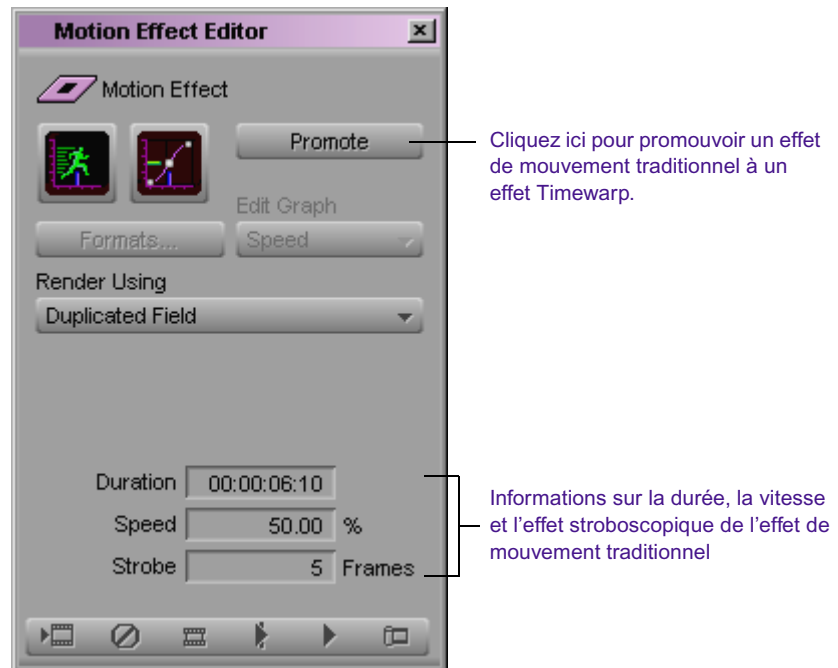 Motion Effect Editor
Motion Effect
Promote
Cliquez ici pour promouvoir un effet
de mouvement traditionnel à un
effet Timewarp.
Edit Graph
Formats...
Speed
Render Using
Duplicated Field
Duration 00:00:06:10
Speed 50.00 %
Strobe 5 Frames
Informations sur la durée, la vitesse
et l'effet stroboscopique de l'effet de
mouvement traditionnel